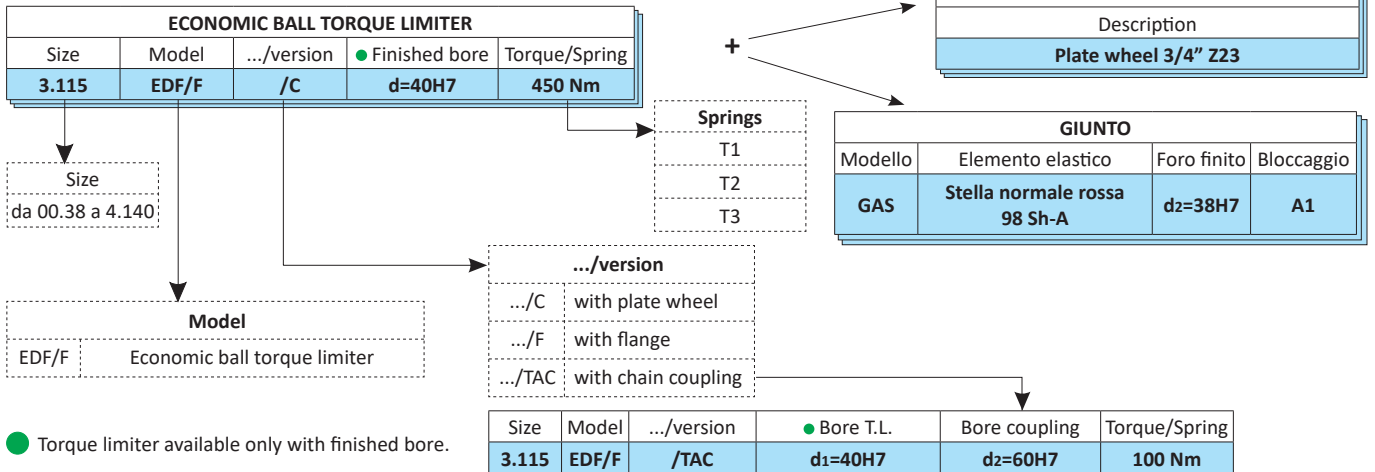 ECONOMIC BALL TORQUE LIMITER
Size Model .../version Finished bore Torque/Spring
3.115 EDF/F /C d=40H7 450 Nm
+
Description
Plate wheel 3/4” Z23
GIUNTO
Modello Elemento elastico Foro finito Bloccaggio
GAS Stella normale rossa 98 Sh-A d2=38H7 A1
Springs
T1
T2
T3
Size
da 00.38 a 4.140
.../version
.../C with plate wheel
.../F with flange
.../TAC with chain coupling
Model
EDF/F Economic ball torque limiter
Torque limiter available only with finished bore.
Size Model .../version Bore T.L. Bore coupling Torque/Spring
3.115 EDF/F /TAC d1=40H7 d2=60H7 100 Nm